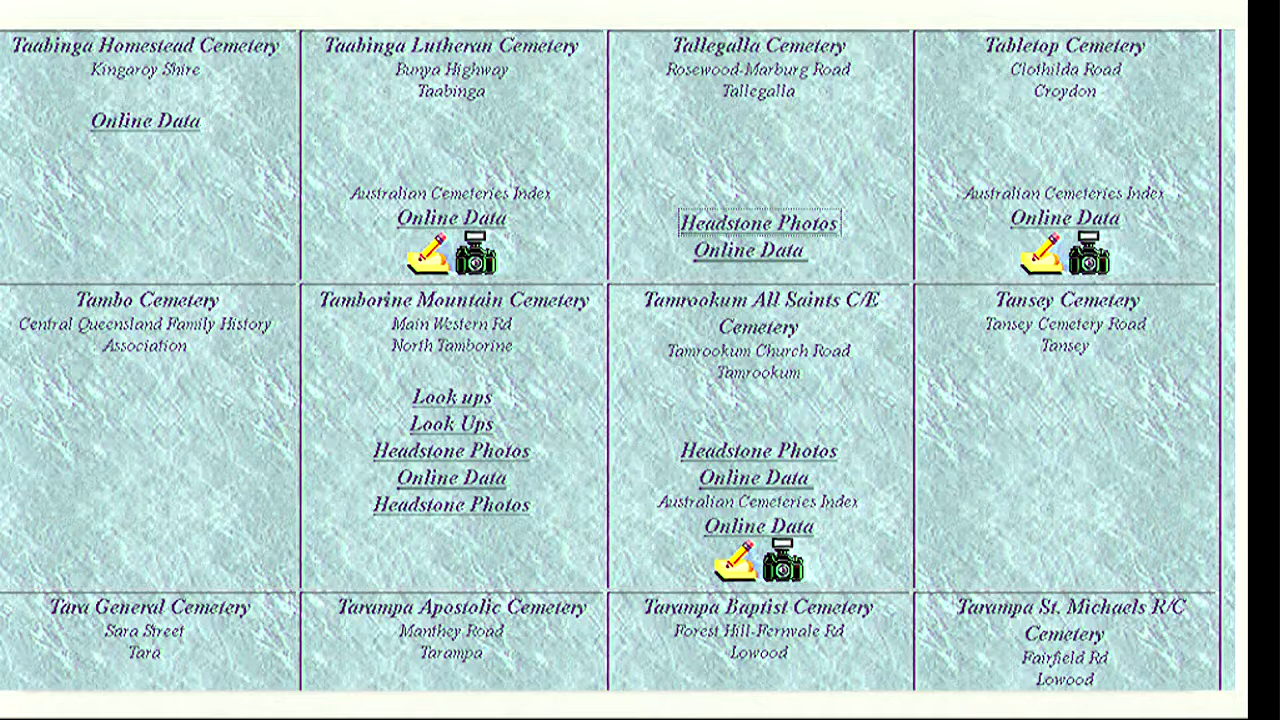 Taabinga Homestead Cemetery
Kingaroy Shire
Online Data
Taabinga Lutheran Cemetery
Bunya Highway
Taabinga
Australian Cemeteries Index
Online Data
Tallegalla Cemetery
Rosewood-Marburg Road
Tallegalla
Headstone Photos
Online Data
Tabletop Cemetery
Clothilda Road
Croydon
Australian Cemeteries Index
Online Data
Tambo Cemetery
Central Queensland Family History
Association
Tamborine Mountain Cemetery
Main Western Rd
North Tamborine
Look ups
Look Ups
Headstone Photos
Online Data
Headstone Photos
Tamrookum All Saints C/E
Cemetery
Tamrookum Church Road
Tamrookum
Headstone Photos
Online Data
Australian Cemeteries Index
Online Data
Tansey Cemetery
Tansey Cemetery Road
Tansey
Tara General Cemetery
Sara Street
Tara
Tarampa Apostolic Cemetery
Manthey Road
Tarampa
Tarampa Baptist Cemetery
Forest Hill-Fernvale Rd
Lowood
Tarampa St. Michaels R/C
Cemetery
Fairfield Rd
Lowood